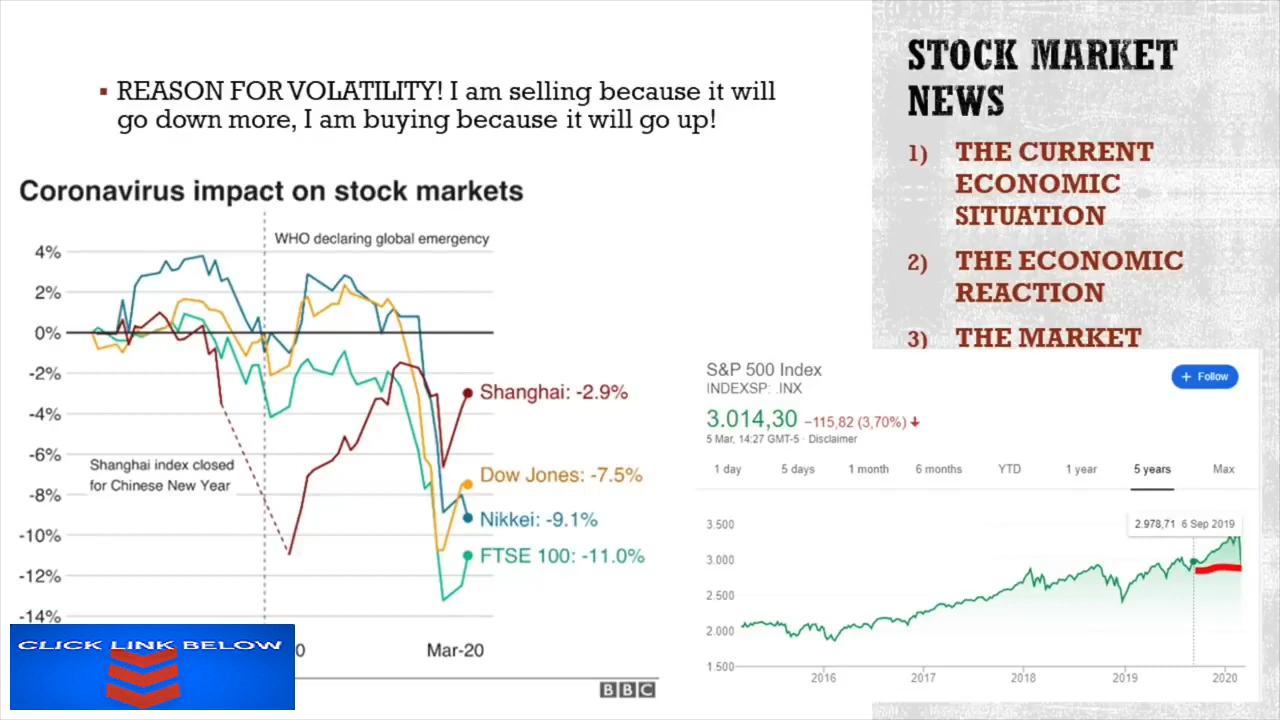 ▪ REASON FOR VOLATILITY! I am selling because it will
go down more, I am buying because it will go up!
Coronavirus impact on stock markets
WHO declaring global emergency
4%
2%
0%
-2%
-4%
-6%
-8%
-10%
-12%
-14%
Shanghai index closed
for Chinese New Year
Shanghai: -2.9%
Dow Jones: -7.5%
Nikkei: -9.1%
FTSE 100: -11.0%
0
Mar-20
BBC
CLICK LINK BELOW
STOCK MARKET
NEWS
1) THE CURRENT
ECONOMIC
SITUATION
2) THE ECONOMIC
REACTION
3) THE MARKET
S&P 500 Index
INDEXSP: .INX
+ Follow
3.014,30 −115,82 (3,70%)
5 Mar, 14:27 GMT-5 · Disclaimer
1 day 5 days 1 month 6 months YTD 1 year 5 years Max
2.978,71 6 Sep 2019
3.500
3.000
2.500
2.000
1.500
2016 2017 2018 2019 2020